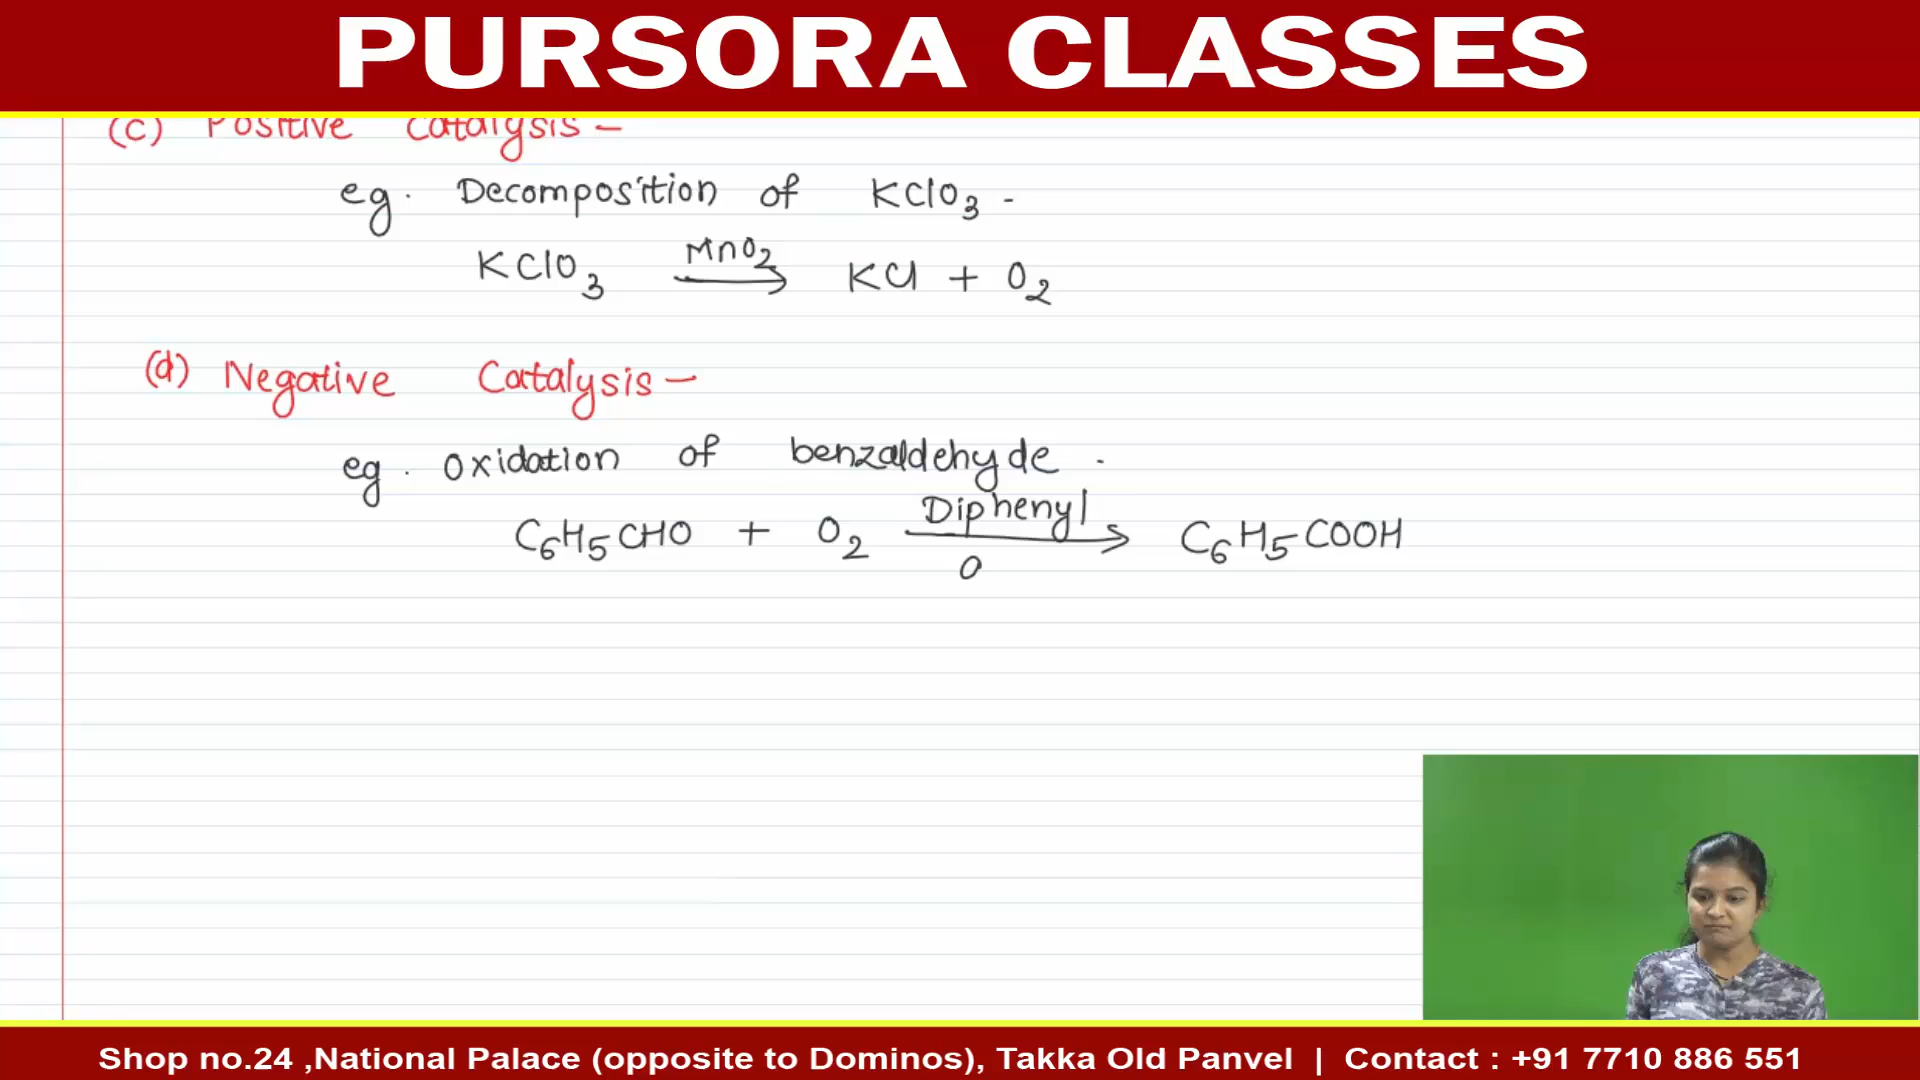 PURSORA CLASSES
(c) Positive Catalysis -
eg. Decomposition of KClO3 -
KClO3 MnO2 → KCl + O2
(d) Negative Catalysis -
eg. Oxidation of benzaldehyde.
C6H5CHO + O2 Diphenyl → C6H5COOH
Shop no.24 ,National Palace (opposite to Dominos), Takka Old Panvel | Contact : +91 7710 886 551